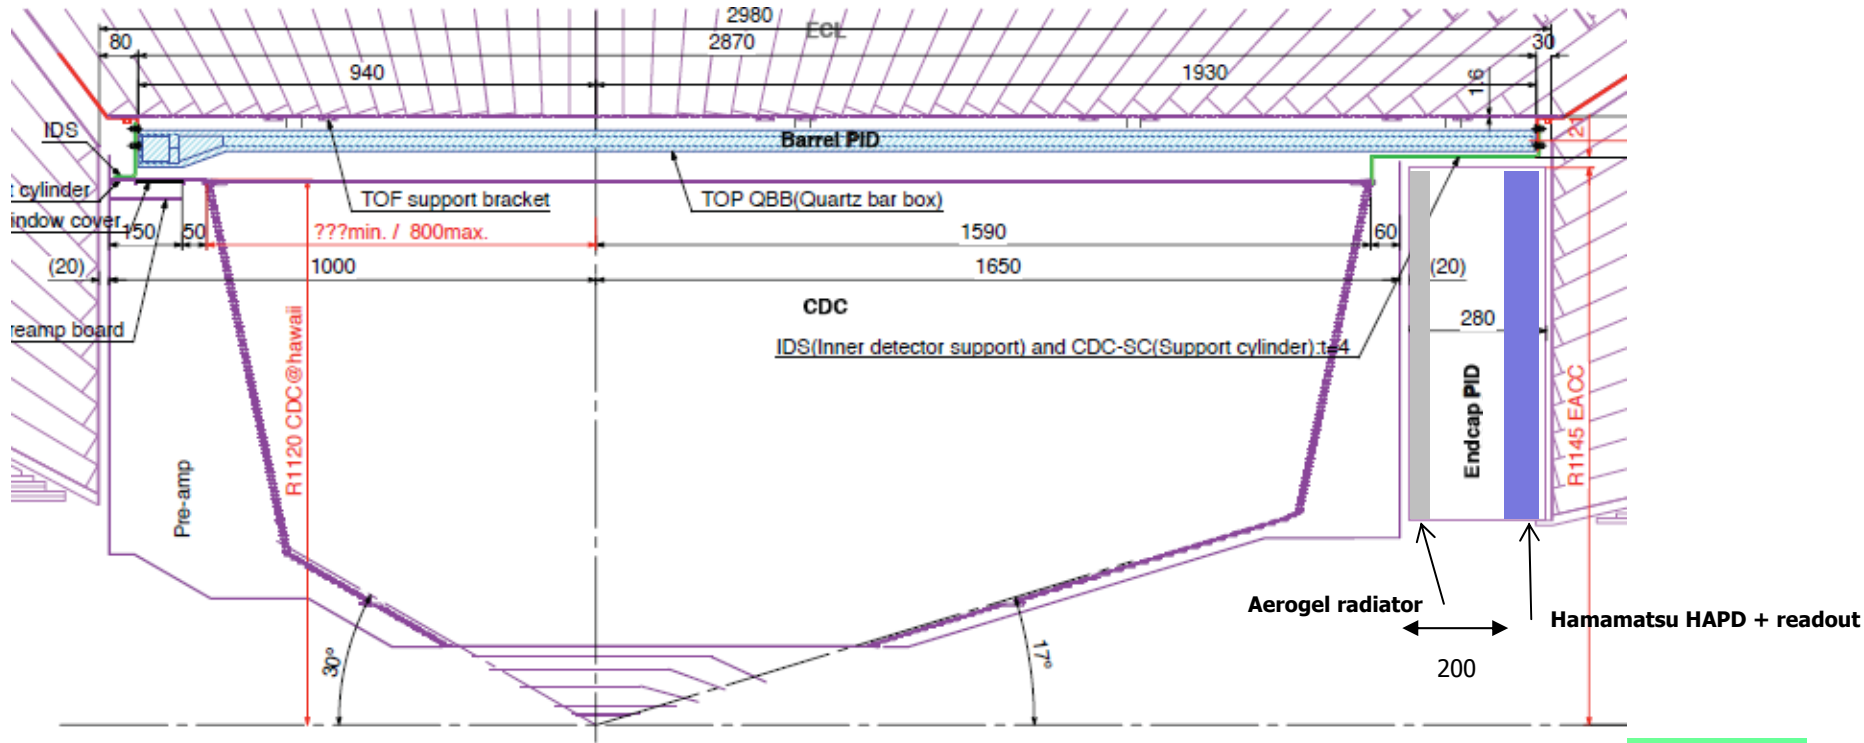 2980
ECL
80
2870
30
940
1930
16
IDS
Barrel PID
21
t cylinder
TOF support bracket
TOP QBB(Quartz bar box)
indow cover
150
50
???min. / 800max.
1590
60
(20)
1000
1650
(20)
CDC
reamp board
280
IDS(Inner detector support) and CDC-SC(Support cylinder):t=4
R1120 CDC@hawaii
Endcap PID
R1145 EACC
Pre-amp
Aerogel radiator
Hamamatsu HAPD + readout
200
30°
17°